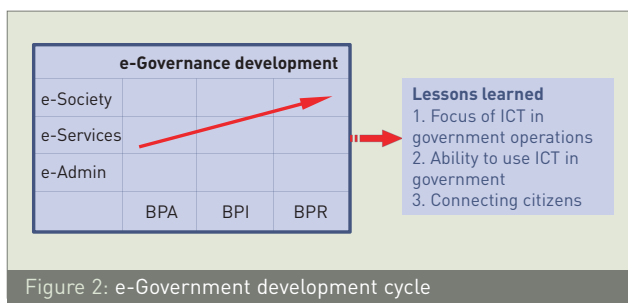 e-Governance development
e-Society
e-Services
e-Admin
BPA BPI BPR
Lessons learned
1. Focus of ICT in
government operations
2. Ability to use ICT in
government
3. Connecting citizens
Figure 2: e-Government development cycle